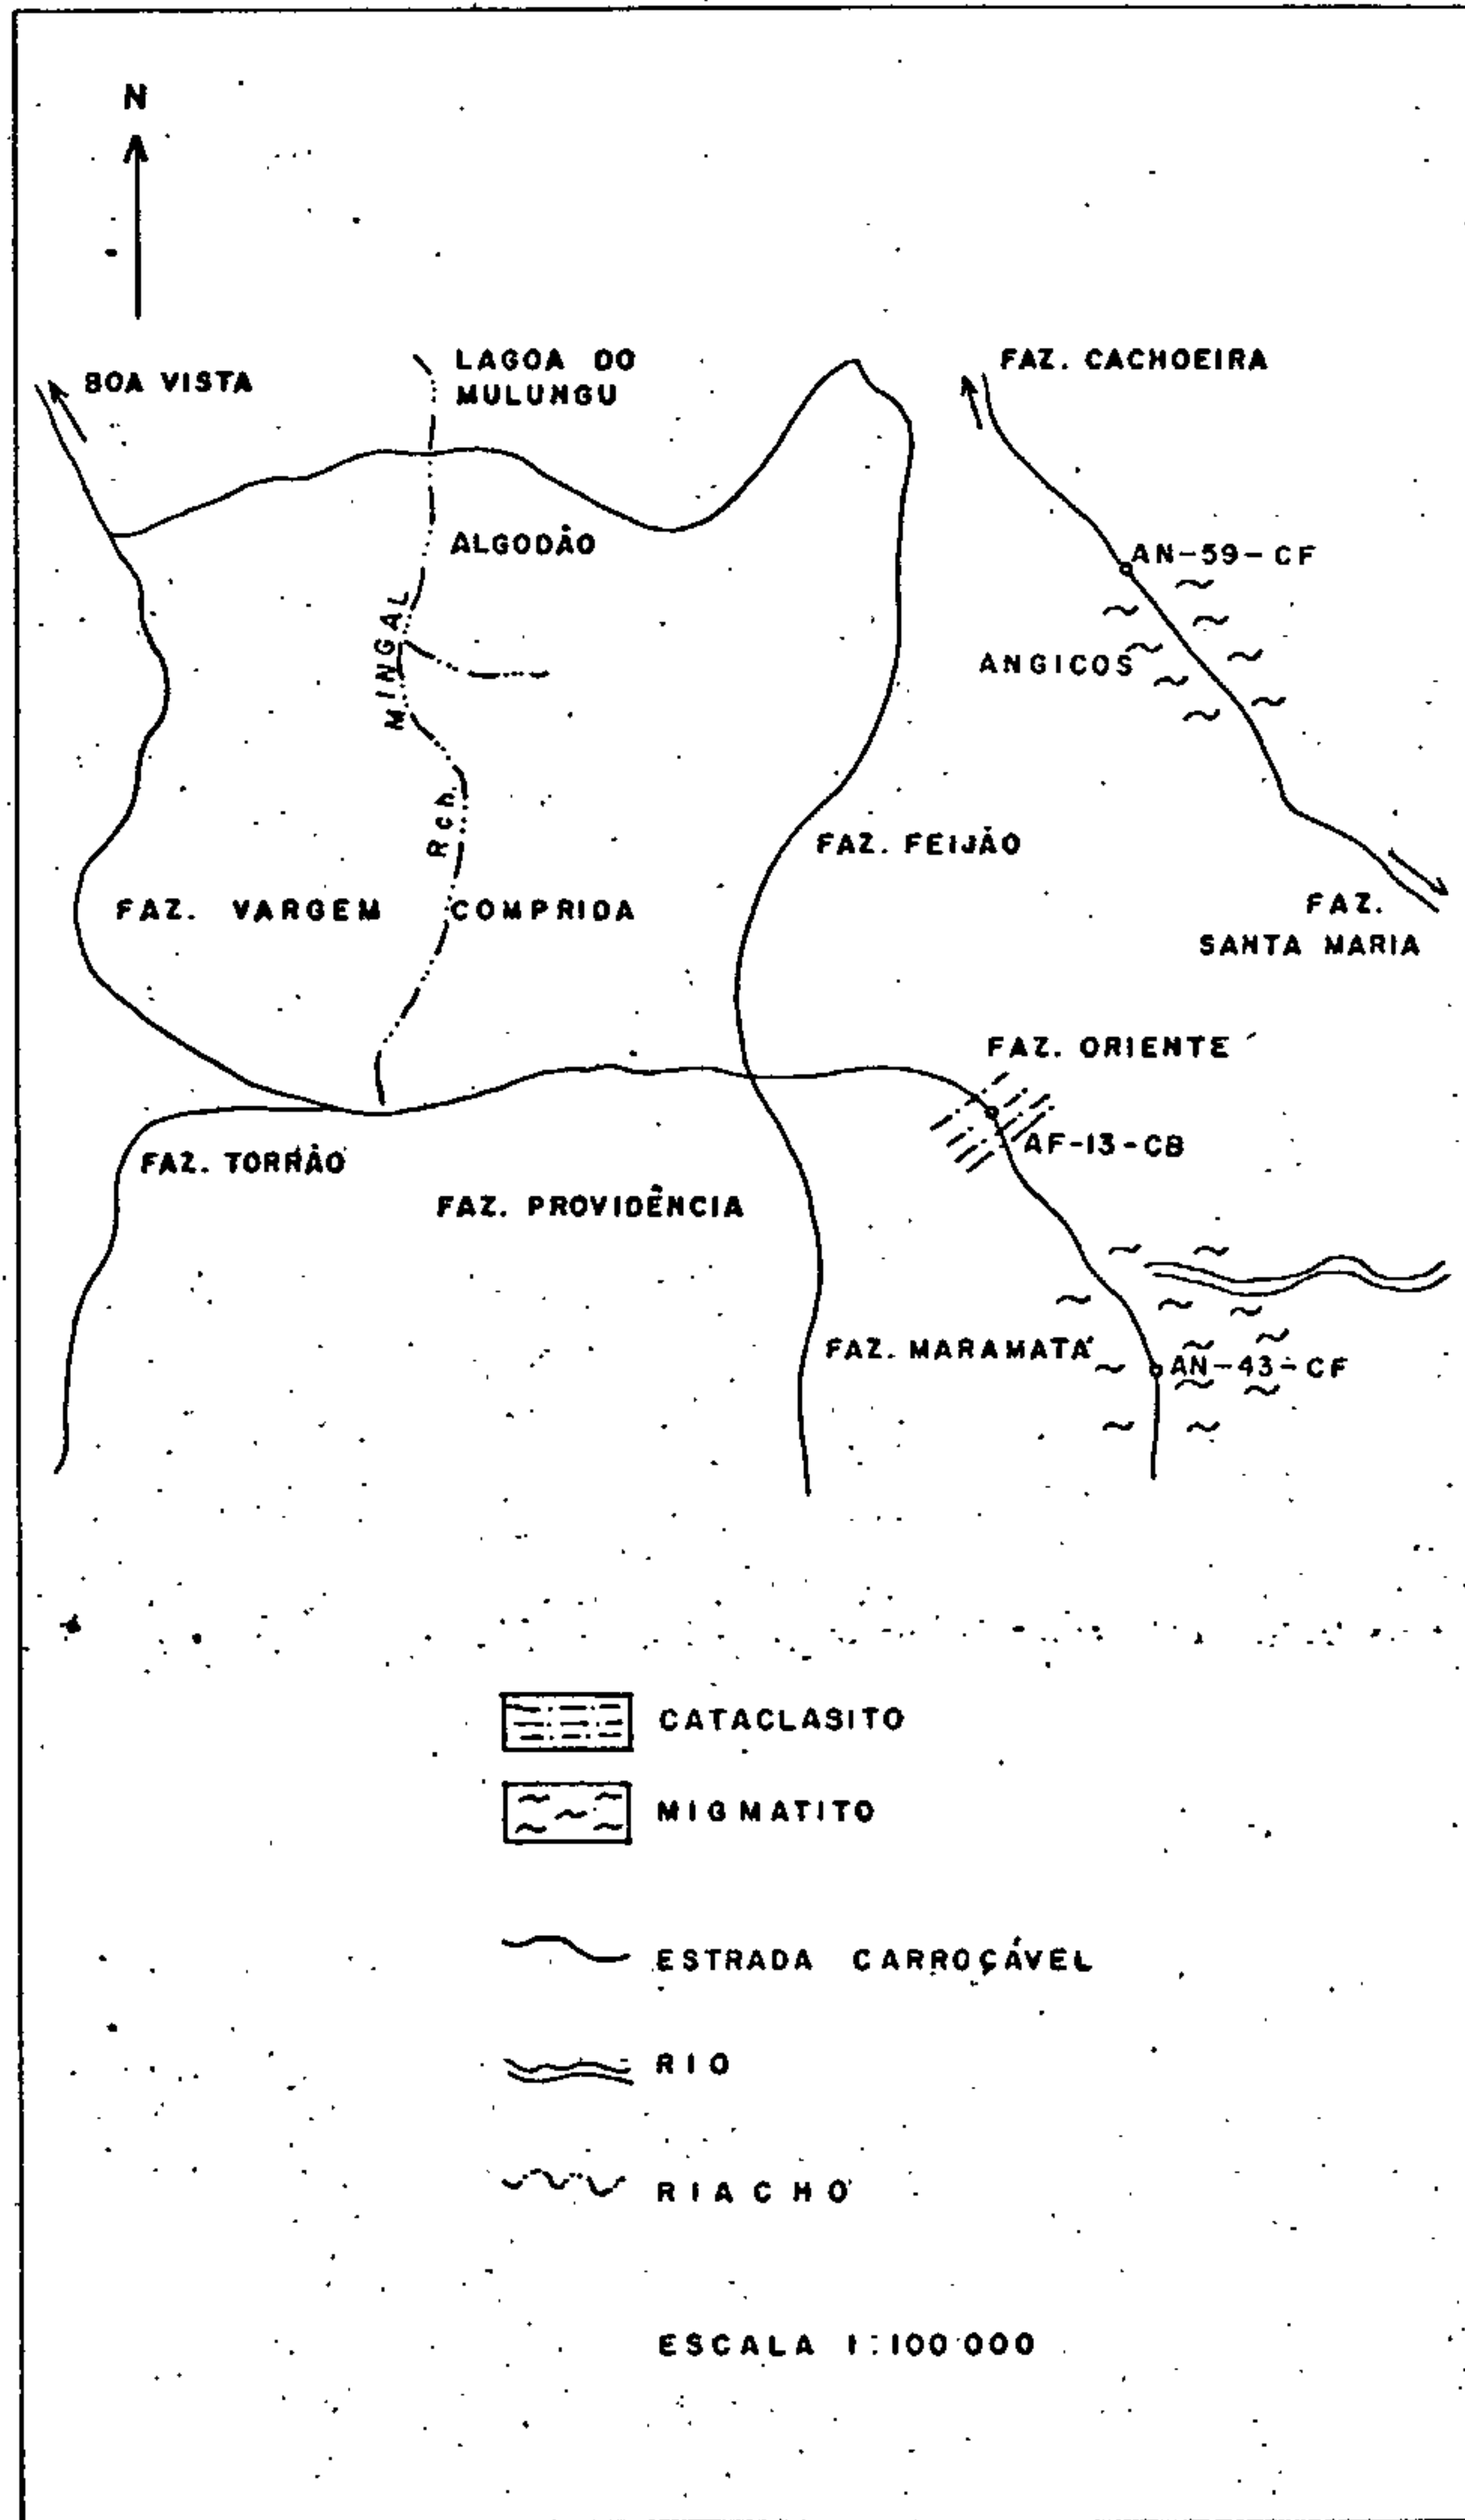 N
BOA VISTA
LAGOA DO
MULUNGU
FAZ. CACHOEIRA
ALGODÃO
AN-59-CF
MINGAL
ANGICOS
Rch.
FAZ. FEIJÃO
FAZ. VARGEM COMPRIDA
FAZ.
SANTA MARIA
FAZ. ORIENTE
AF-13-CB
FAZ. TORRÃO
FAZ. PROVIDÊNCIA
FAZ. MARAMATÁ
AN-43-CF
CATACLASITO
MIGMATITO
ESTRADA CARROÇÁVEL
RIO
RIACHO
ESCALA 1:100 000